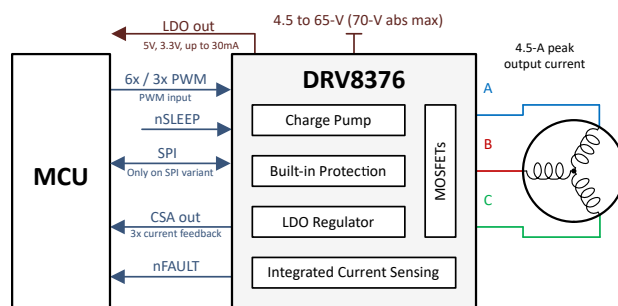 LDO out
5V, 3.3V, up to 30mA
4.5 to 65-V (70-V abs max)
4.5-A peak
output current
MCU
6x / 3x PWM
PWM input
nSLEEP
SPI
Only on SPI variant
CSA out
3x current feedback
nFAULT
DRV8376
Charge Pump
Built-in Protection
LDO Regulator
Integrated Current Sensing
MOSFETs
A
B
C